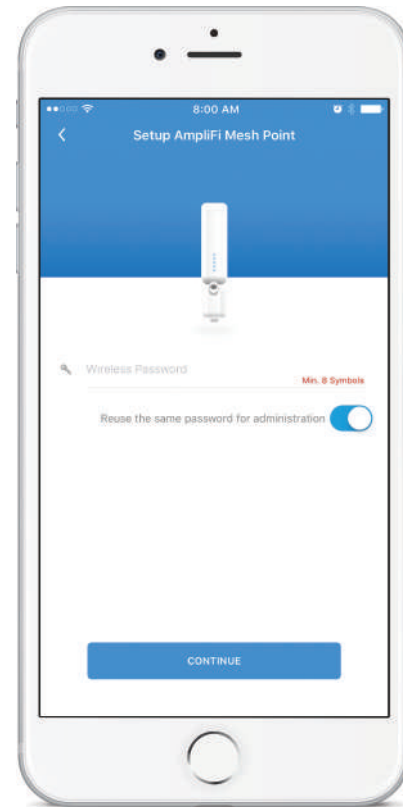 8:00 AM
Setup AmpliFi Mesh Point
Wireless Password
Min. 8 Symbols
Reuse the same password for administration
CONTINUE